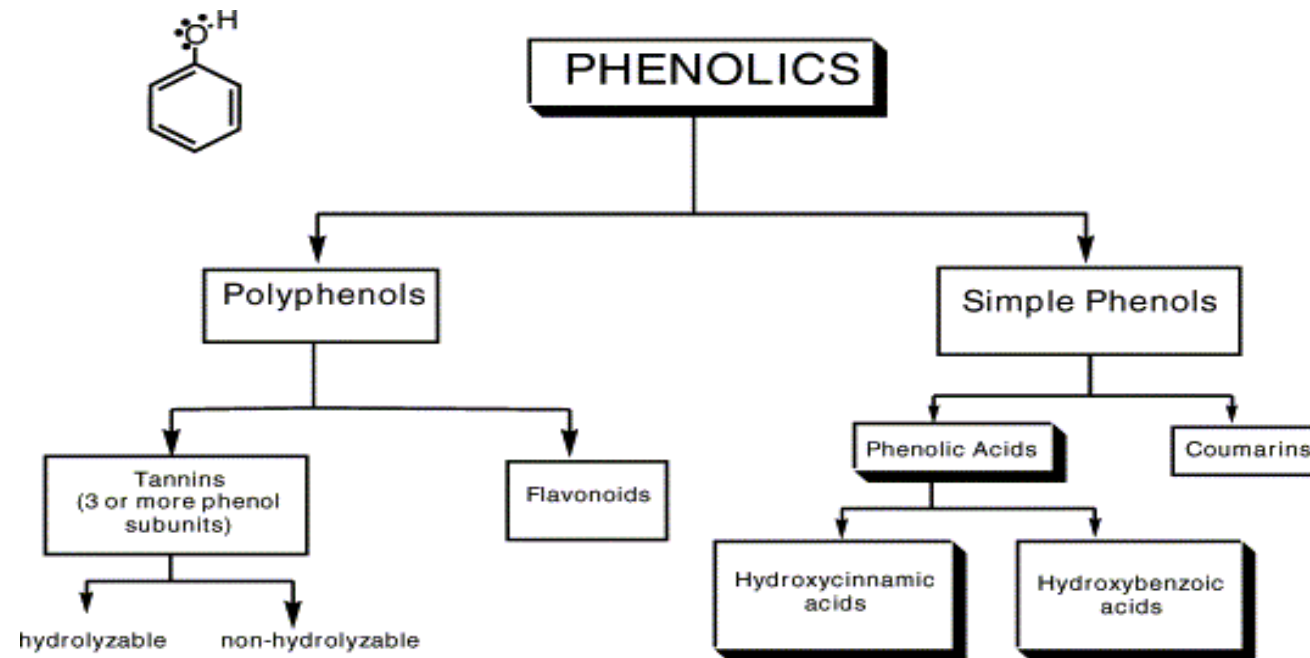 O H
PHENOLICS
Polyphenols
Simple Phenols
Phenolic Acids
Coumarins
Tannins
(3 or more phenol
subunits)
Flavonoids
Hydroxycinnamic
acids
Hydroxybenzoic
acids
hydrolyzable
non-hydrolyzable